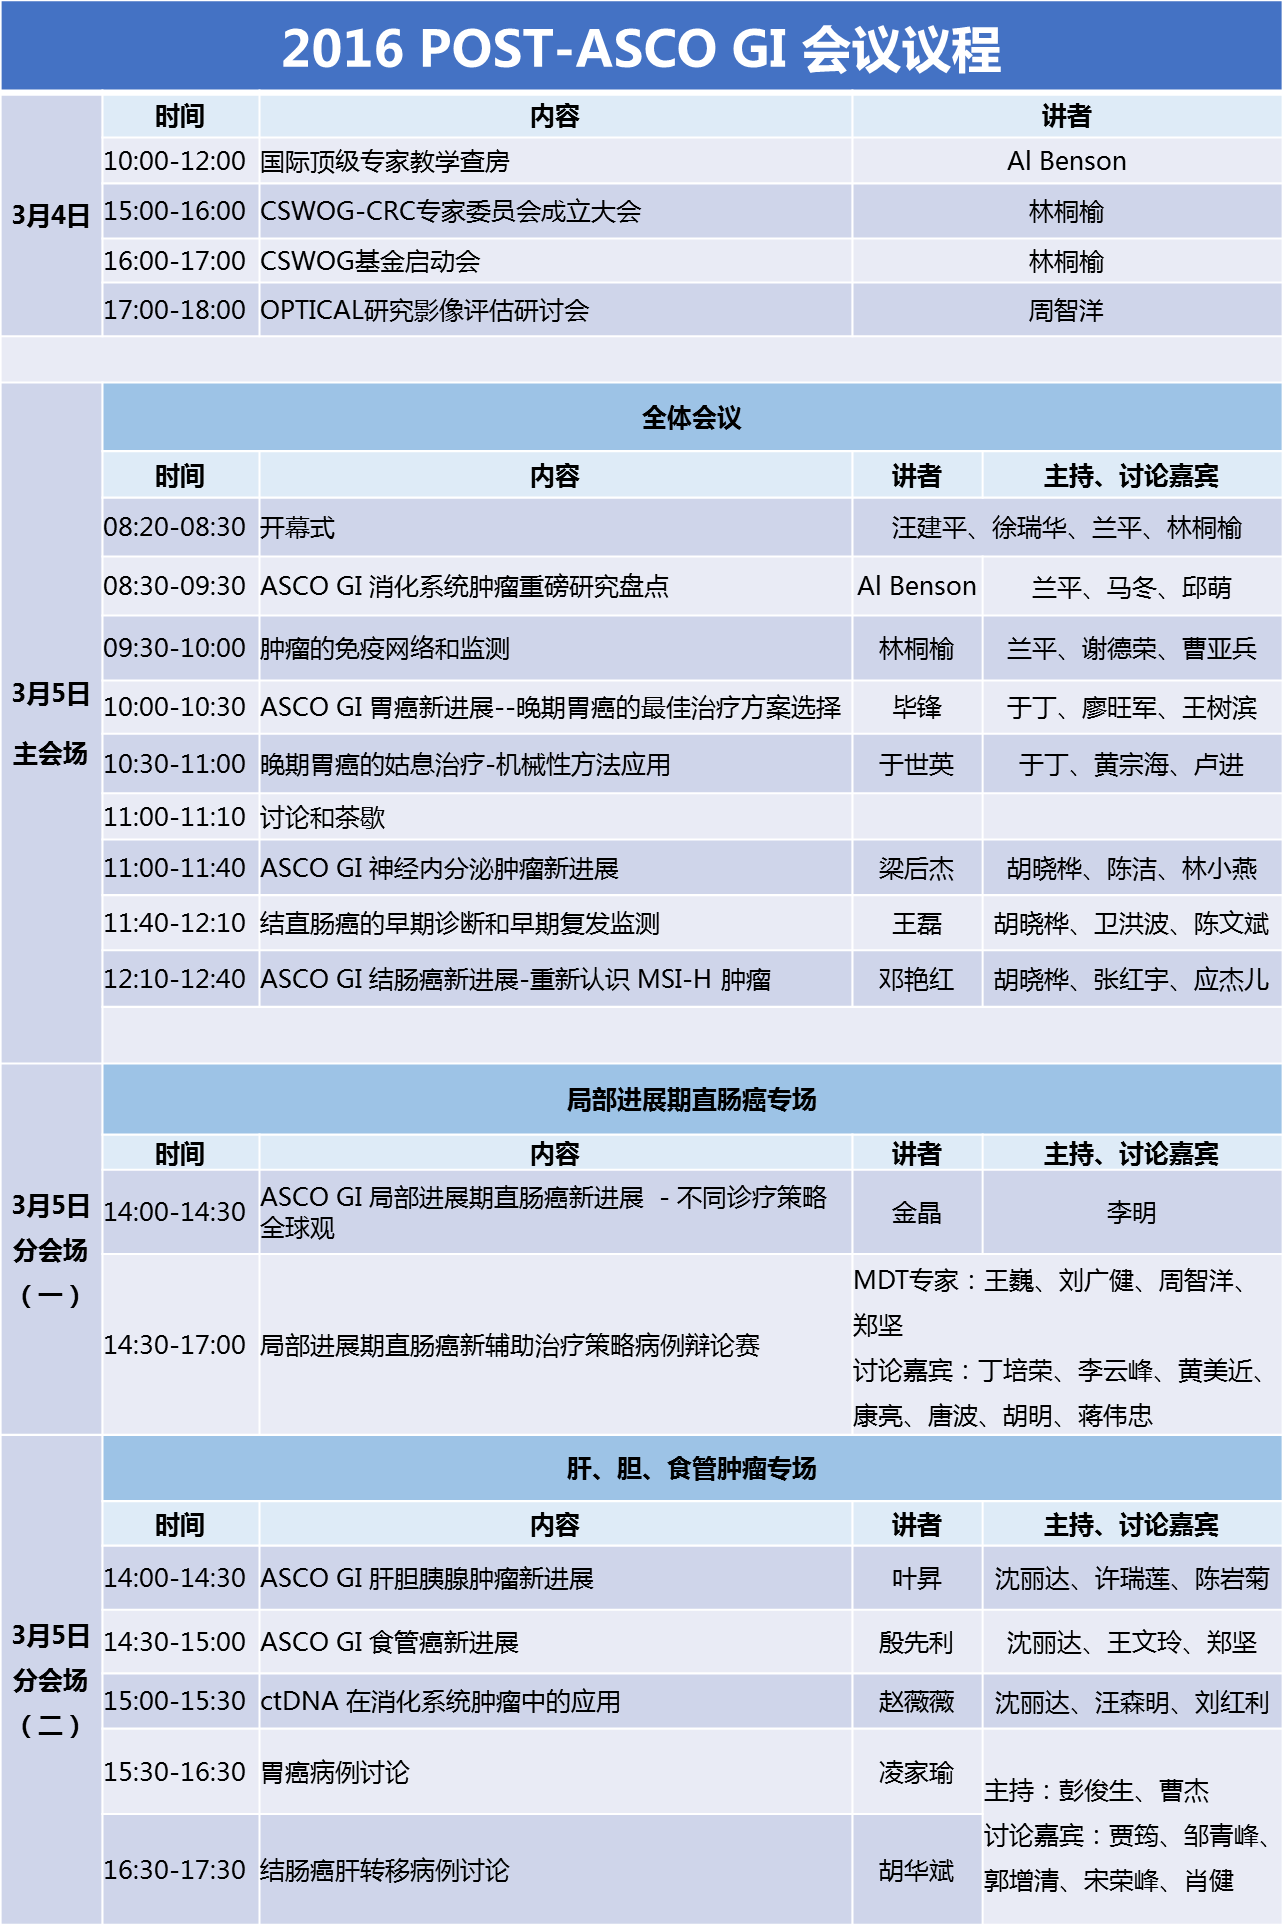 2016 POST-ASCO GI 会议议程
3月4日
时间 内容 讲者
10:00-12:00 国际顶级专家教学查房 Al Benson
15:00-16:00 CSWOG-CRC专家委员会成立大会 林桐榆
16:00-17:00 CSWOG基金启动会 林桐榆
17:00-18:00 OPTICAL研究影像评估研讨会 周智洋
3月5日
主会场
全体会议
时间 内容 讲者 主持、讨论嘉宾
08:20-08:30 开幕式 汪建平、徐瑞华、兰平、林桐榆
08:30-09:30 ASCO GI 消化系统肿瘤重磅研究盘点 Al Benson 兰平、马冬、邱萌
09:30-10:00 肿瘤的免疫网络和监测 林桐榆 兰平、谢德荣、曹亚兵
10:00-10:30 ASCO GI 胃癌新进展--晚期胃癌的最佳治疗方案选择 毕锋 于丁、廖旺军、王树滨
10:30-11:00 晚期胃癌的姑息治疗-机械性方法应用 于世英 于丁、黄宗海、卢进
11:00-11:10 讨论和茶歇
11:00-11:40 ASCO GI 神经内分泌肿瘤新进展 梁后杰 胡晓桦、陈洁、林小燕
11:40-12:10 结直肠癌的早期诊断和早期复发监测 王磊 胡晓桦、卫洪波、陈文斌
12:10-12:40 ASCO GI 结肠癌新进展-重新认识 MSI-H 肿瘤 邓艳红 胡晓桦、张红宇、应杰儿
3月5日
分会场
（一）
局部进展期直肠癌专场
时间 内容 讲者 主持、讨论嘉宾
14:00-14:30 ASCO GI 局部进展期直肠癌新进展 - 不同诊疗策略
全球观 金晶 李明
14:30-17:00 局部进展期直肠癌新辅助治疗策略病例辩论赛
MDT专家：王巍、刘广健、周智洋、
郑坚
讨论嘉宾：丁培荣、李云峰、黄美近、
康亮、唐波、胡明、蒋伟忠
3月5日
分会场
（二）
肝、胆、食管肿瘤专场
时间 内容 讲者 主持、讨论嘉宾
14:00-14:30 ASCO GI 肝胆胰腺肿瘤新进展 叶昇 沈丽达、许瑞莲、陈岩菊
14:30-15:00 ASCO GI 食管癌新进展 殷先利 沈丽达、王文玲、郑坚
15:00-15:30 ctDNA 在消化系统肿瘤中的应用 赵薇薇 沈丽达、汪森明、刘红利
15:30-16:30 胃癌病例讨论 凌家瑜
16:30-17:30 结肠癌肝转移病例讨论 胡华斌
主持：彭俊生、曹杰
讨论嘉宾：贾筠、邹青峰、
郭增清、宋荣峰、肖健